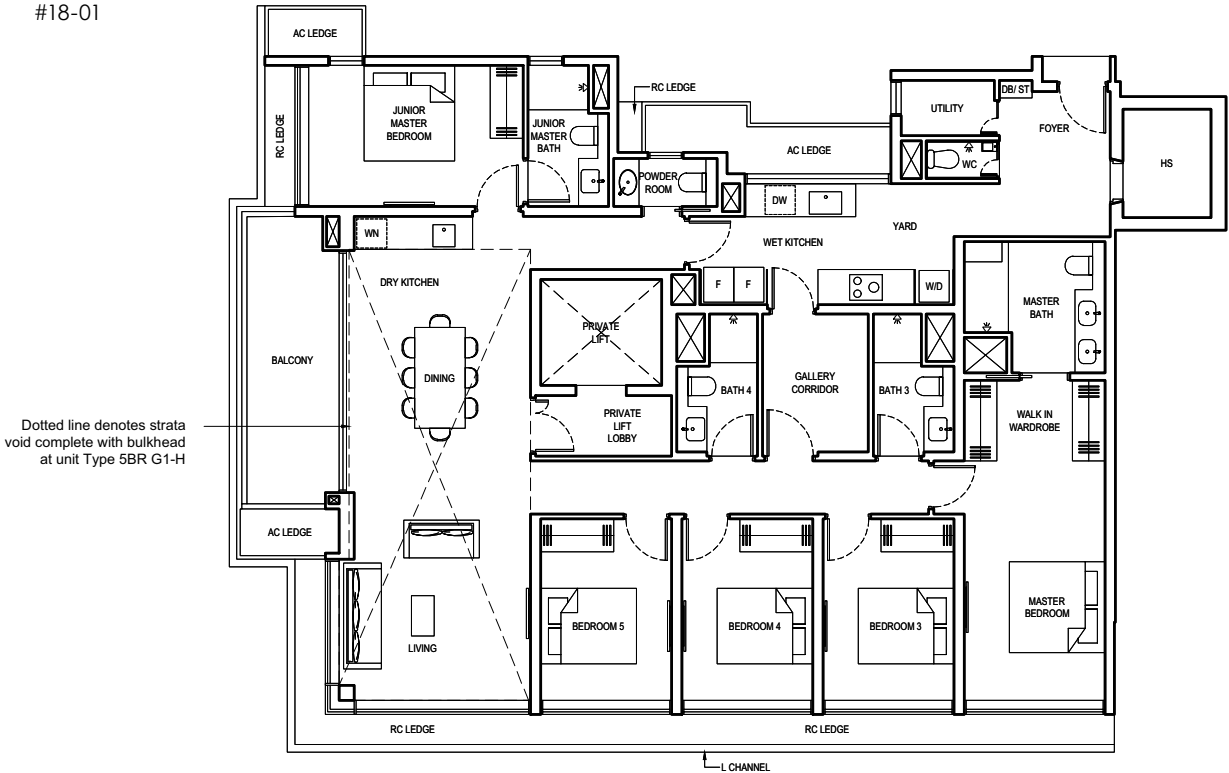 #18-01
AC LEDGE
RC LEDGE
JUNIOR
MASTER
BEDROOM
JUNIOR
MASTER
BATH
RC LEDGE
AC LEDGE
POWDER
ROOM
UTILITY
DB/ ST
FOYER
WC
HS
WN
DW
WET KITCHEN
YARD
DRY KITCHEN
F
F
W/D
MASTER
BATH
BALCONY
PRIVATE
LIFT
DINING
GALLERY
CORRIDOR
BATH 4
BATH 3
PRIVATE
LIFT
LOBBY
WALK IN
WARDROBE
Dotted line denotes strata
void complete with bulkhead
at unit Type 5BR G1-H
AC LEDGE
LIVING
BEDROOM 5
BEDROOM 4
BEDROOM 3
MASTER
BEDROOM
RC LEDGE
RC LEDGE
L CHANNEL